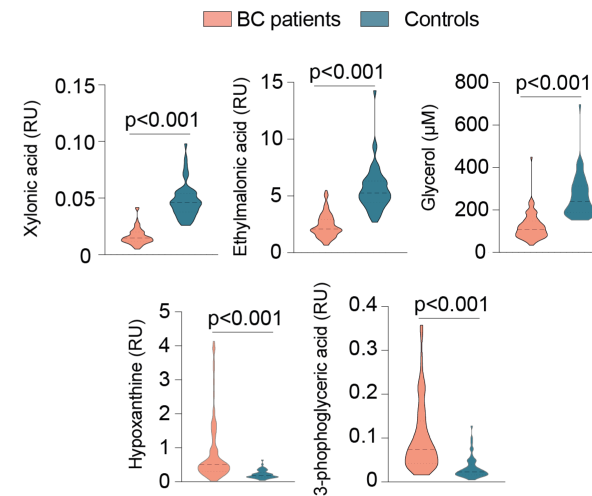 BC patients Controls
Xylonic acid (RU)
0.15
0.10
0.05
0
p<0.001
Ethylmalonic acid (RU)
15
10
5
0
p<0.001
Glycerol (µM)
800
600
400
200
0
p<0.001
Hypoxanthine (RU)
5
4
3
2
1
0
p<0.001
3-phophoglyceric acid (RU)
0.4
0.3
0.2
0.1
0
p<0.001